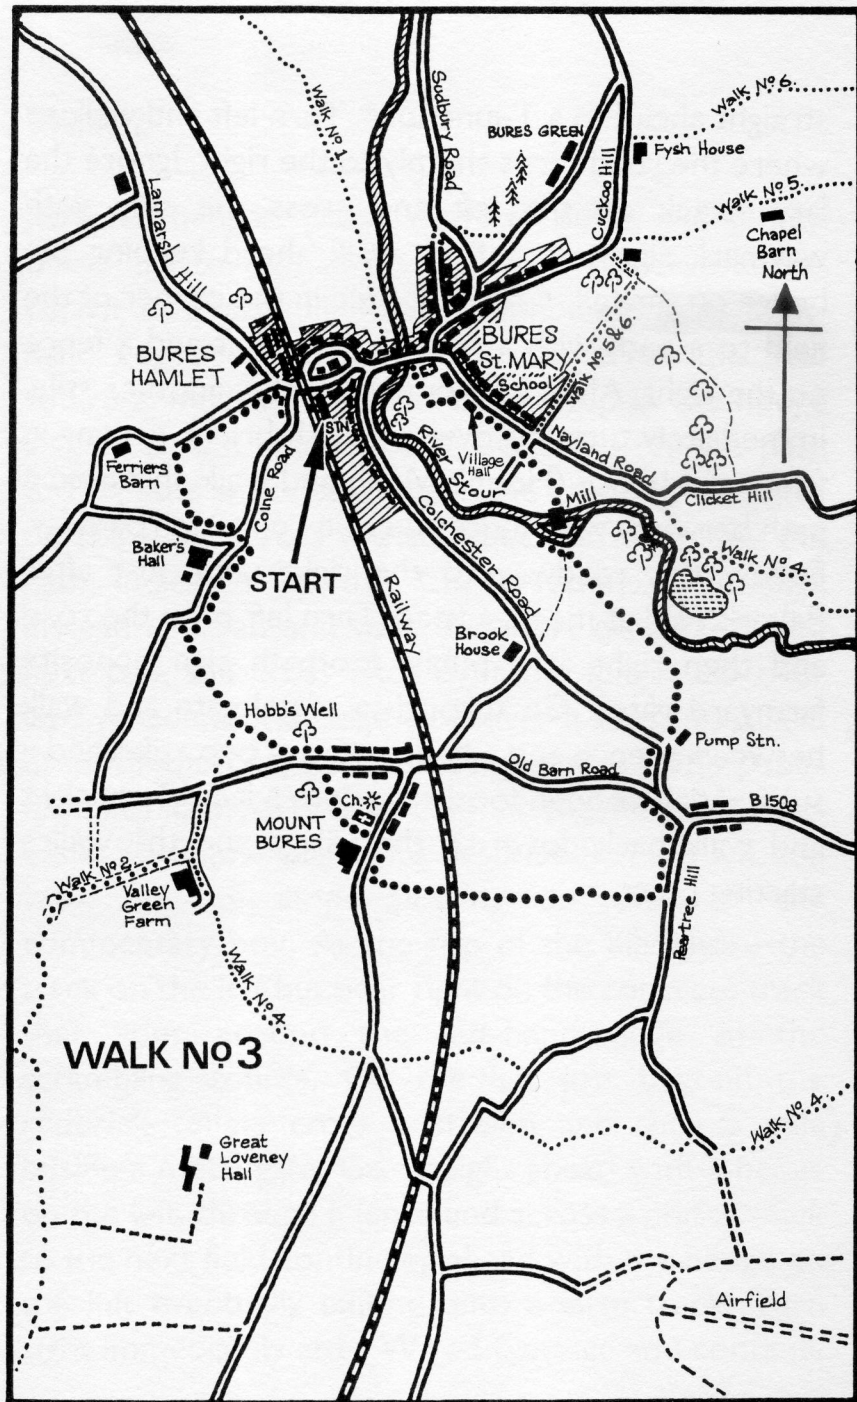 Walk No 1.
Sudbury Road
BURES GREEN
Walk No 6.
Fysh House
Cuckoo Hill
Walk No 5.
Chapel
Barn
North
Lamarsh Hill
BURES
HAMLET
BURES
St. MARY
School
Walk No 5 & 6.
STN.
Village
Hall
River Stour
Nayland Road
Mill
Clicket Hill
Ferriers
Barn
Colne Road
Baker's
Hall
START
Railway
Colchester Road
Walk No 4.
Brook
House
Hobb's Well
Pump Stn.
Old Barn Road
B1508
Ch.
MOUNT
BURES
Walk No 2.
Valley
Green
Farm
Peartree Hill
Walk No 4.
WALK No 3
Great
Loveney
Hall
Walk No 4.
Airfield